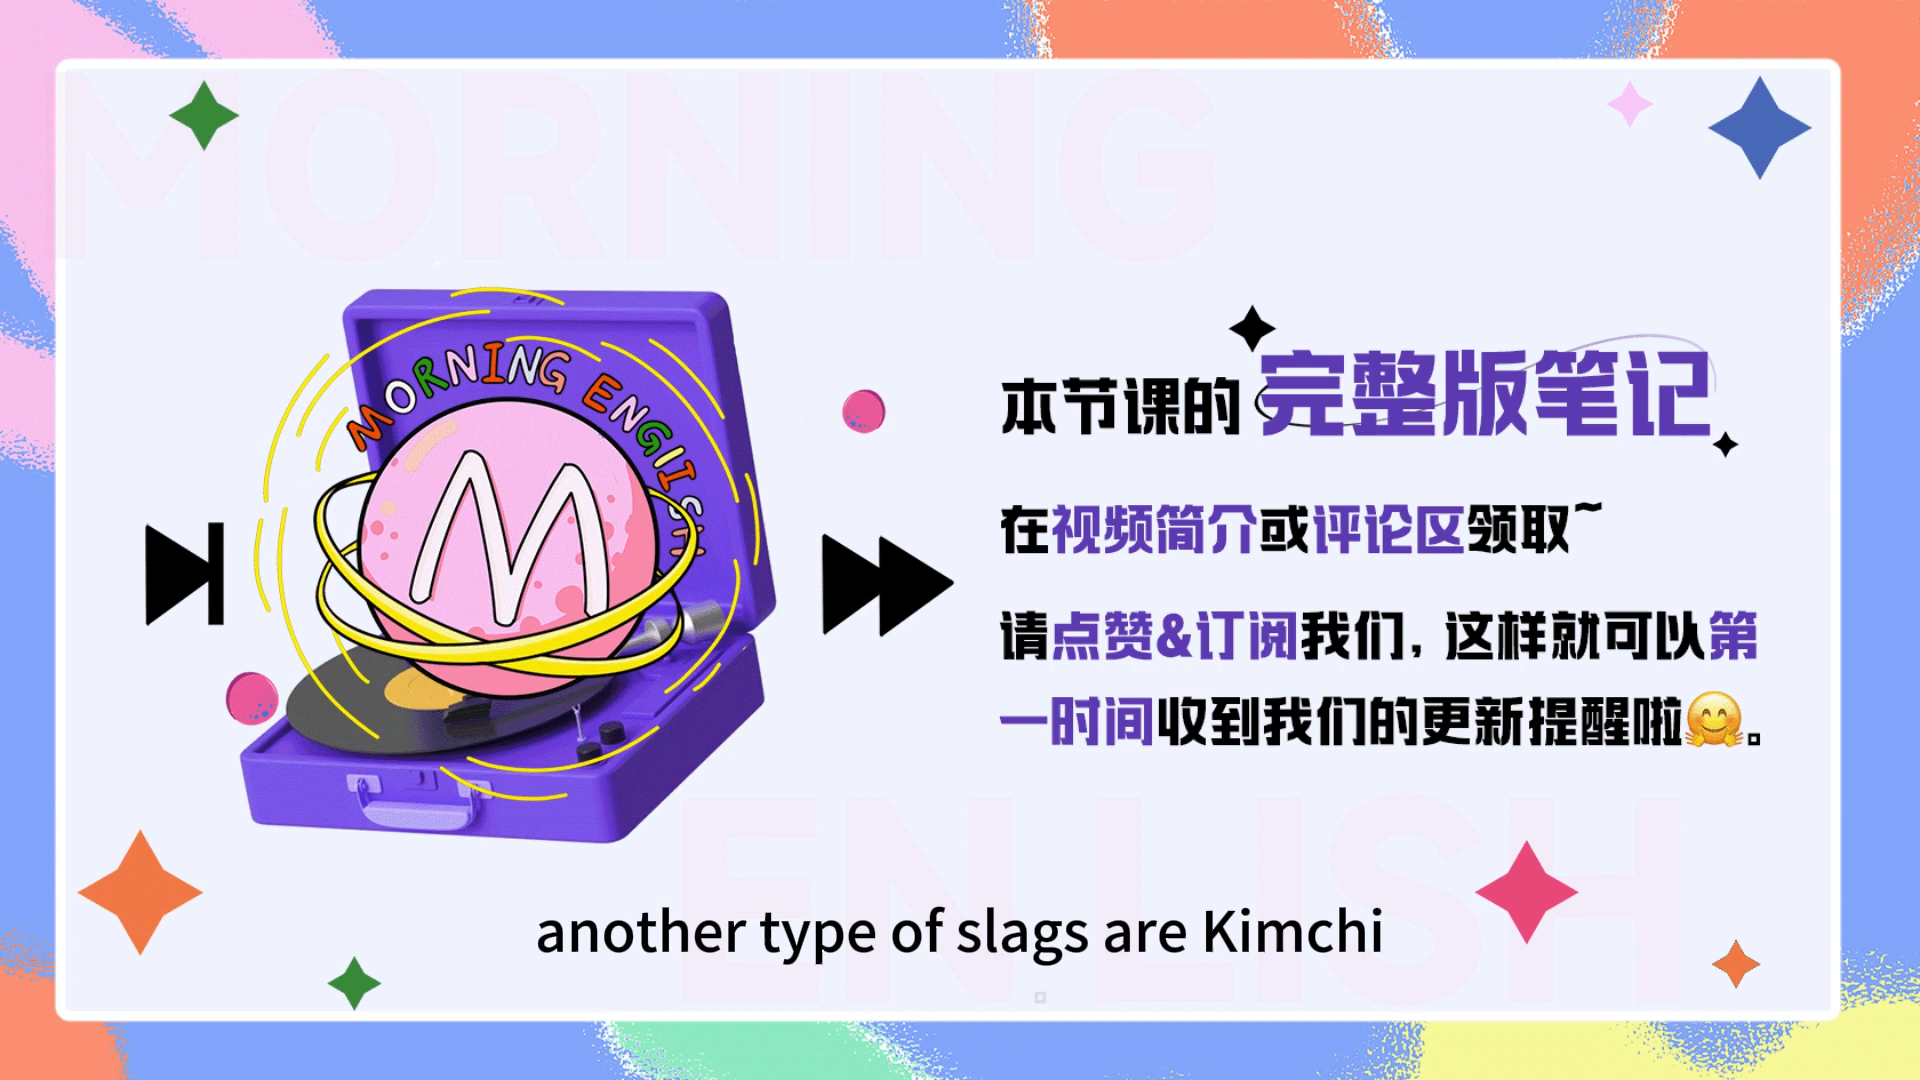 MORNING
MORNING ENGLISH
M
本节课的 完整版笔记
在视频简介或评论区领取~
请点赞&订阅我们，这样就可以第
一时间收到我们的更新提醒啦🤗。
EN LISH
another type of slags are Kimchi